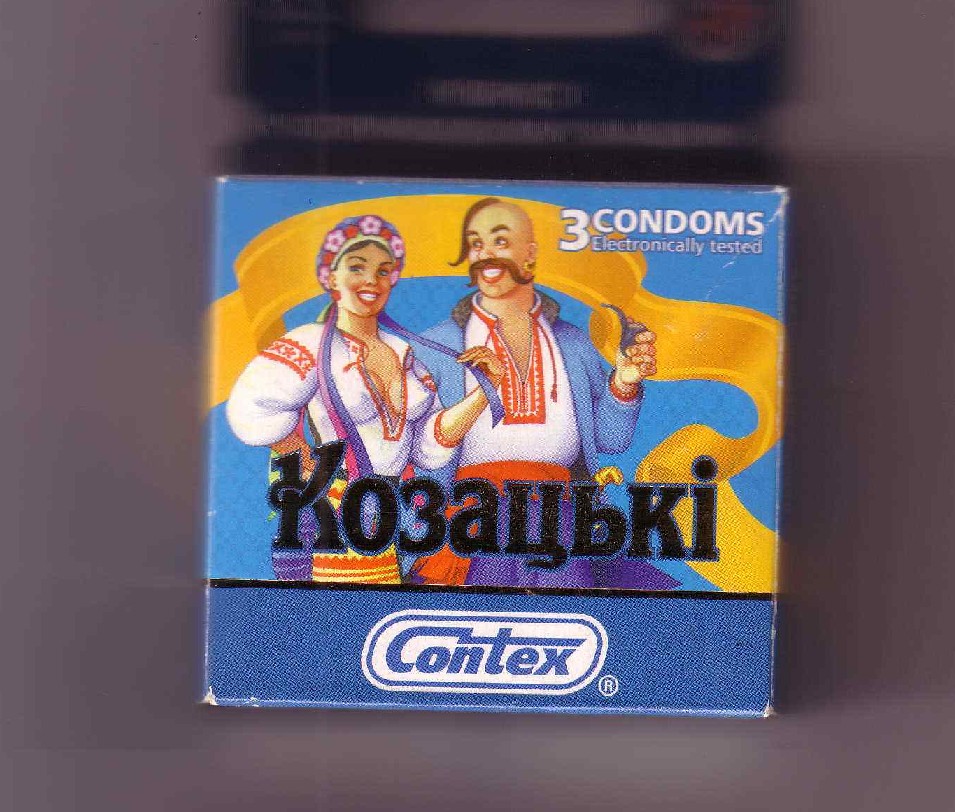 3 CONDOMS
Electronically tested
Козацькі
Contex
®